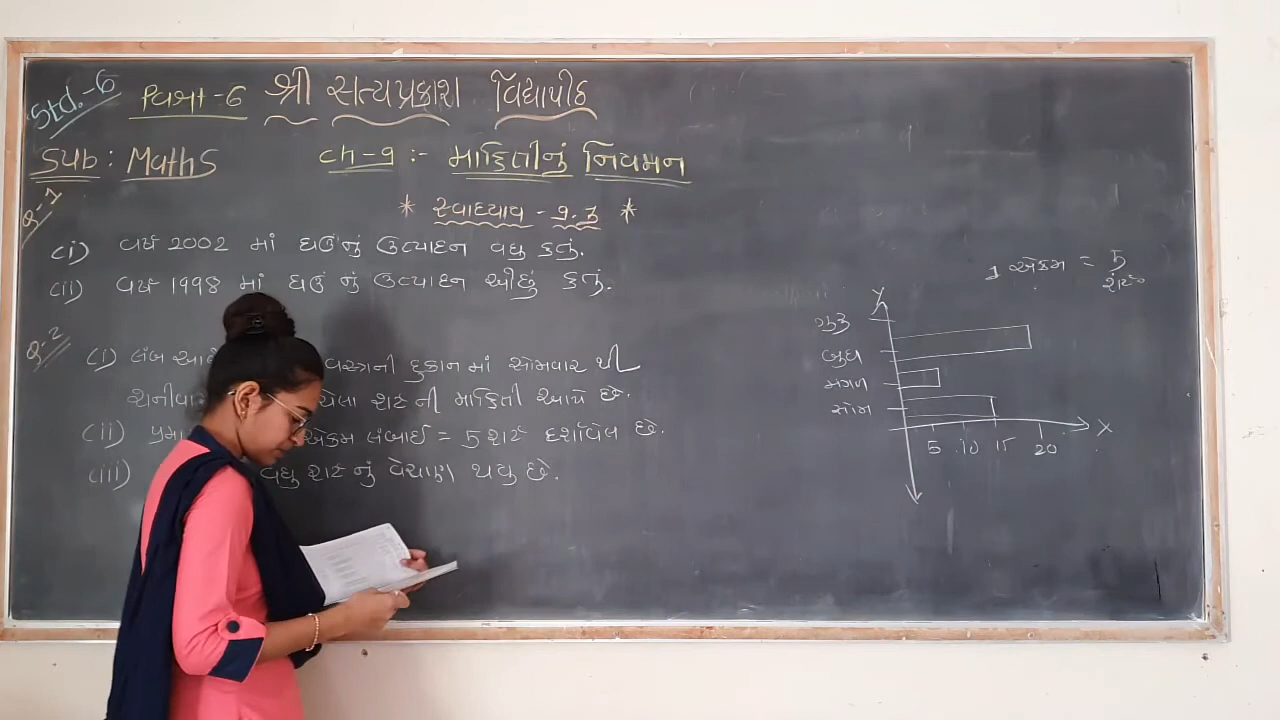 Std.-6 વિભાગ-6 શ્રી સત્યપ્રકાશ વિદ્યાપીઠ
Sub : Maths ch-9 :- માહિતીનું નિયમન
* સ્વાધ્યાય - 9.3 *
Q-1
(i) વર્ષ 2002 માં ઘઉંનું ઉત્પાદન વધુ હતું.
(ii) વર્ષ 1998 માં ઘઉં નું ઉત્પાદન ઓછું હતું.
Q-2
(i) લંબ વસ્ત્રની દુકાન માં સોમવાર થી
શનીવાર શર્ટ ની માહિતી આપે છે.
(ii) એકમ લંબાઈ = 5 શર્ટ દર્શાવેલ છે.
(iii) વધુ શર્ટ નું વેચાણ થયુ છે.
1 એકમ = 5
શર્ટ
Y
ગુરુ
બુધ
મંગળ
સોમ
X
5 10 15 20